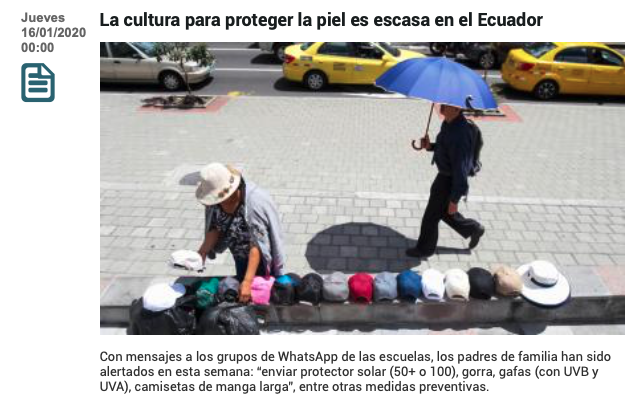 Jueves
16/01/2020
00:00
La cultura para proteger la piel es escasa en el Ecuador
Con mensajes a los grupos de WhatsApp de las escuelas, los padres de familia han sido
alertados en esta semana: “enviar protector solar (50+ o 100), gorra, gafas (con UVB y
UVA), camisetas de manga larga”, entre otras medidas preventivas.